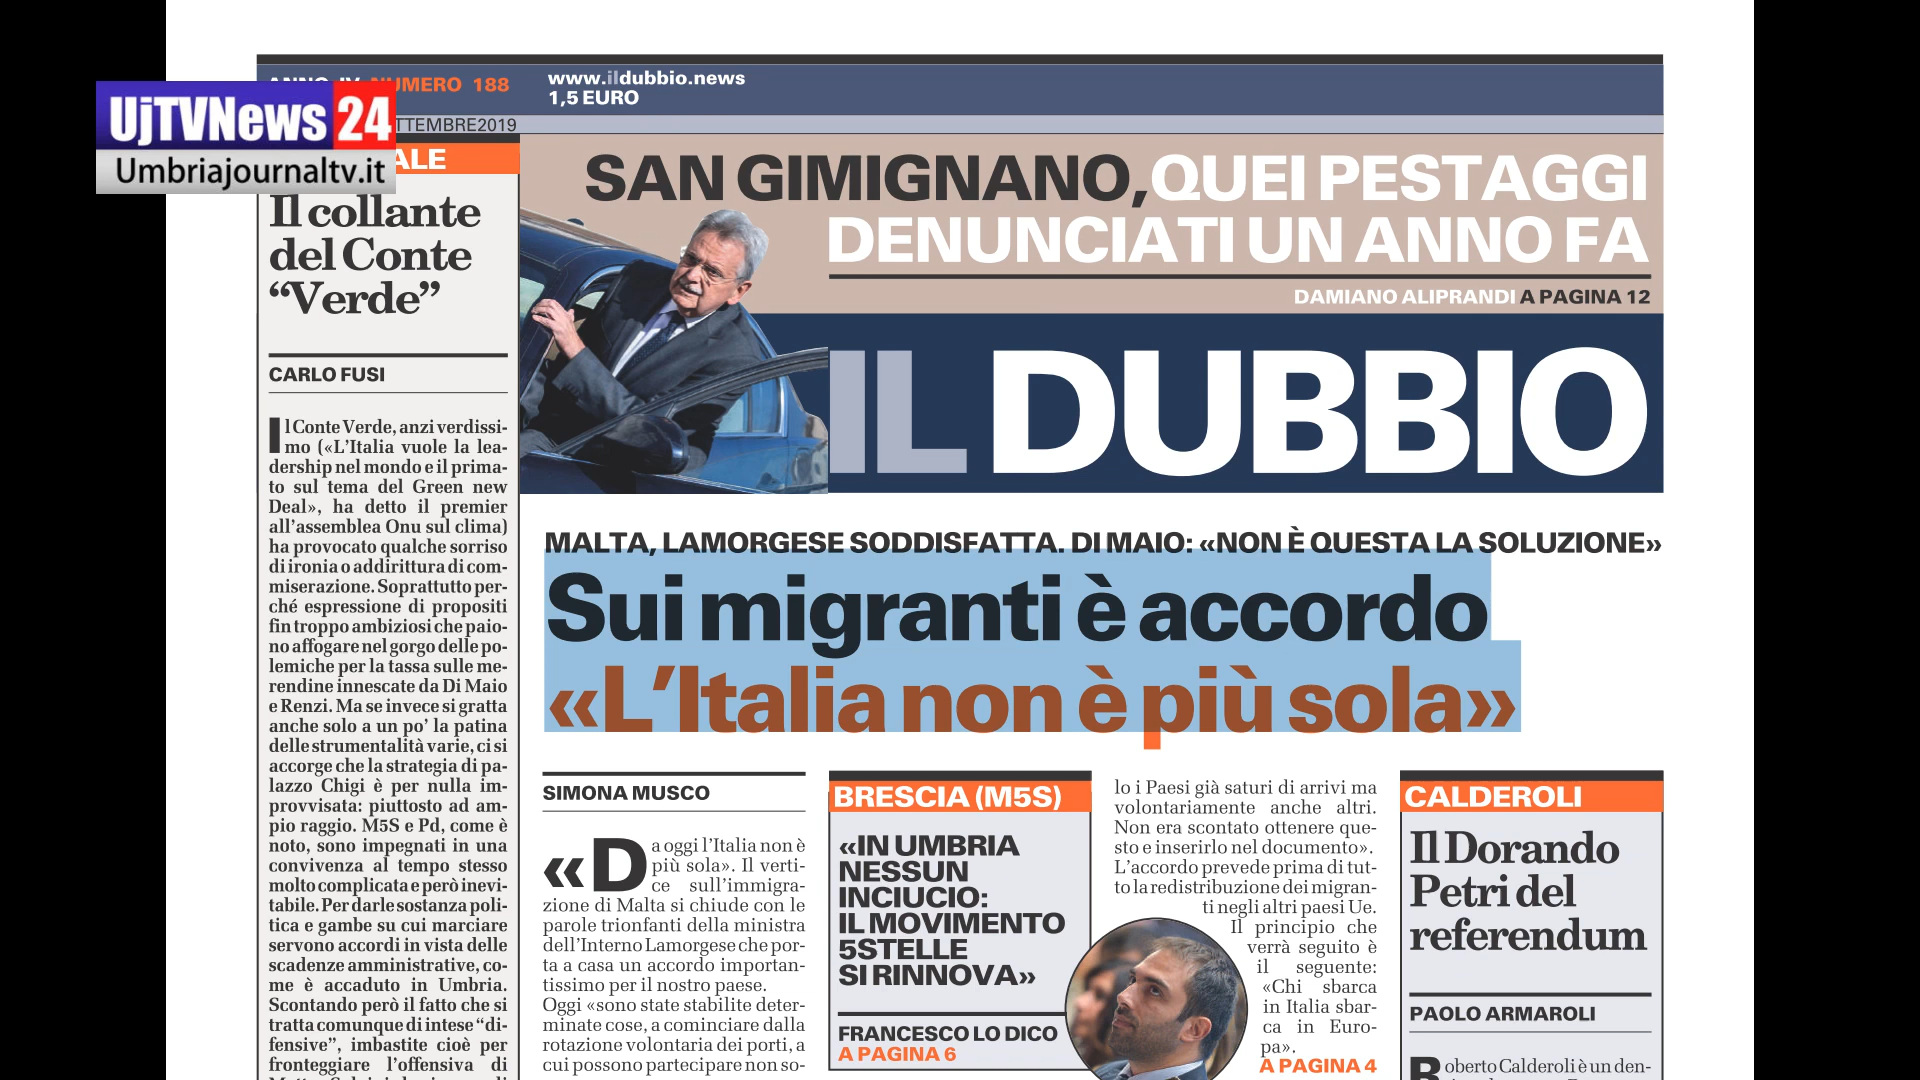 UjTVNews 24
Umbriajournaltv.it
NUMERO 188
TTEMBRE2019
www.ildubbio.news
1,5 EURO
SAN GIMIGNANO, QUEI PESTAGGI
DENUNCIATI UN ANNO FA
DAMIANO ALIPRANDI A PAGINA 12
IL DUBBIO
ALE
Il collante
del Conte
“Verde”
CARLO FUSI
Il Conte Verde, anzi verdissi-
mo («L’Italia vuole la lea-
dership nel mondo e il prima-
to sul tema del Green new
Deal», ha detto il premier
all’assemblea Onu sul clima)
ha provocato qualche sorriso
di ironia o addirittura di com-
miserazione. Soprattutto per-
ché espressione di propositi
fin troppo ambiziosi che paio-
no affogare nel gorgo delle po-
lemiche per la tassa sulle me-
rendine innescate da Di Maio
e Renzi. Ma se invece si gratta
anche solo a un po’ la patina
delle strumentalità varie, ci si
accorge che la strategia di pa-
lazzo Chigi è per nulla im-
provvisata: piuttosto ad am-
pio raggio. M5S e Pd, come è
noto, sono impegnati in una
convivenza al tempo stesso
molto complicata e però inevi-
tabile. Per darle sostanza poli-
tica e gambe su cui marciare
servono accordi in vista delle
scadenze amministrative, co-
me è accaduto in Umbria.
Scontando però il fatto che si
tratta comunque di intese “di-
fensive”, imbastite cioè per
fronteggiare l’offensiva di
MALTA, LAMORGESE SODDISFATTA. DI MAIO: «NON È QUESTA LA SOLUZIONE»
Sui migranti è accordo
«L’Italia non è più sola»
SIMONA MUSCO
«Da oggi l’Italia non è
più sola». Il verti-
ce sull’immigra-
zione di Malta si chiude con le
parole trionfanti della ministra
dell’Interno Lamorgese che por-
ta a casa un accordo importan-
tissimo per il nostro paese.
Oggi «sono state stabilite deter-
minate cose, a cominciare dalla
rotazione volontaria dei porti, a
cui possono partecipare non so-
BRESCIA (M5S)
«IN UMBRIA
NESSUN
INCIUCIO:
IL MOVIMENTO
5STELLE
SI RINNOVA»
FRANCESCO LO DICO
A PAGINA 6
lo i Paesi già saturi di arrivi ma
volontariamente anche altri.
Non era scontato ottenere que-
sto e inserirlo nel documento».
L’accordo prevede prima di tut-
to la redistribuzione dei migran-
ti negli altri paesi Ue.
Il principio che
verrà seguito è
il seguente:
«Chi sbarca
in Italia sbar-
ca in Euro-
pa».
A PAGINA 4
CALDEROLI
Il Dorando
Petri del
referendum
PAOLO ARMAROLI
Roberto Calderoli è un den-